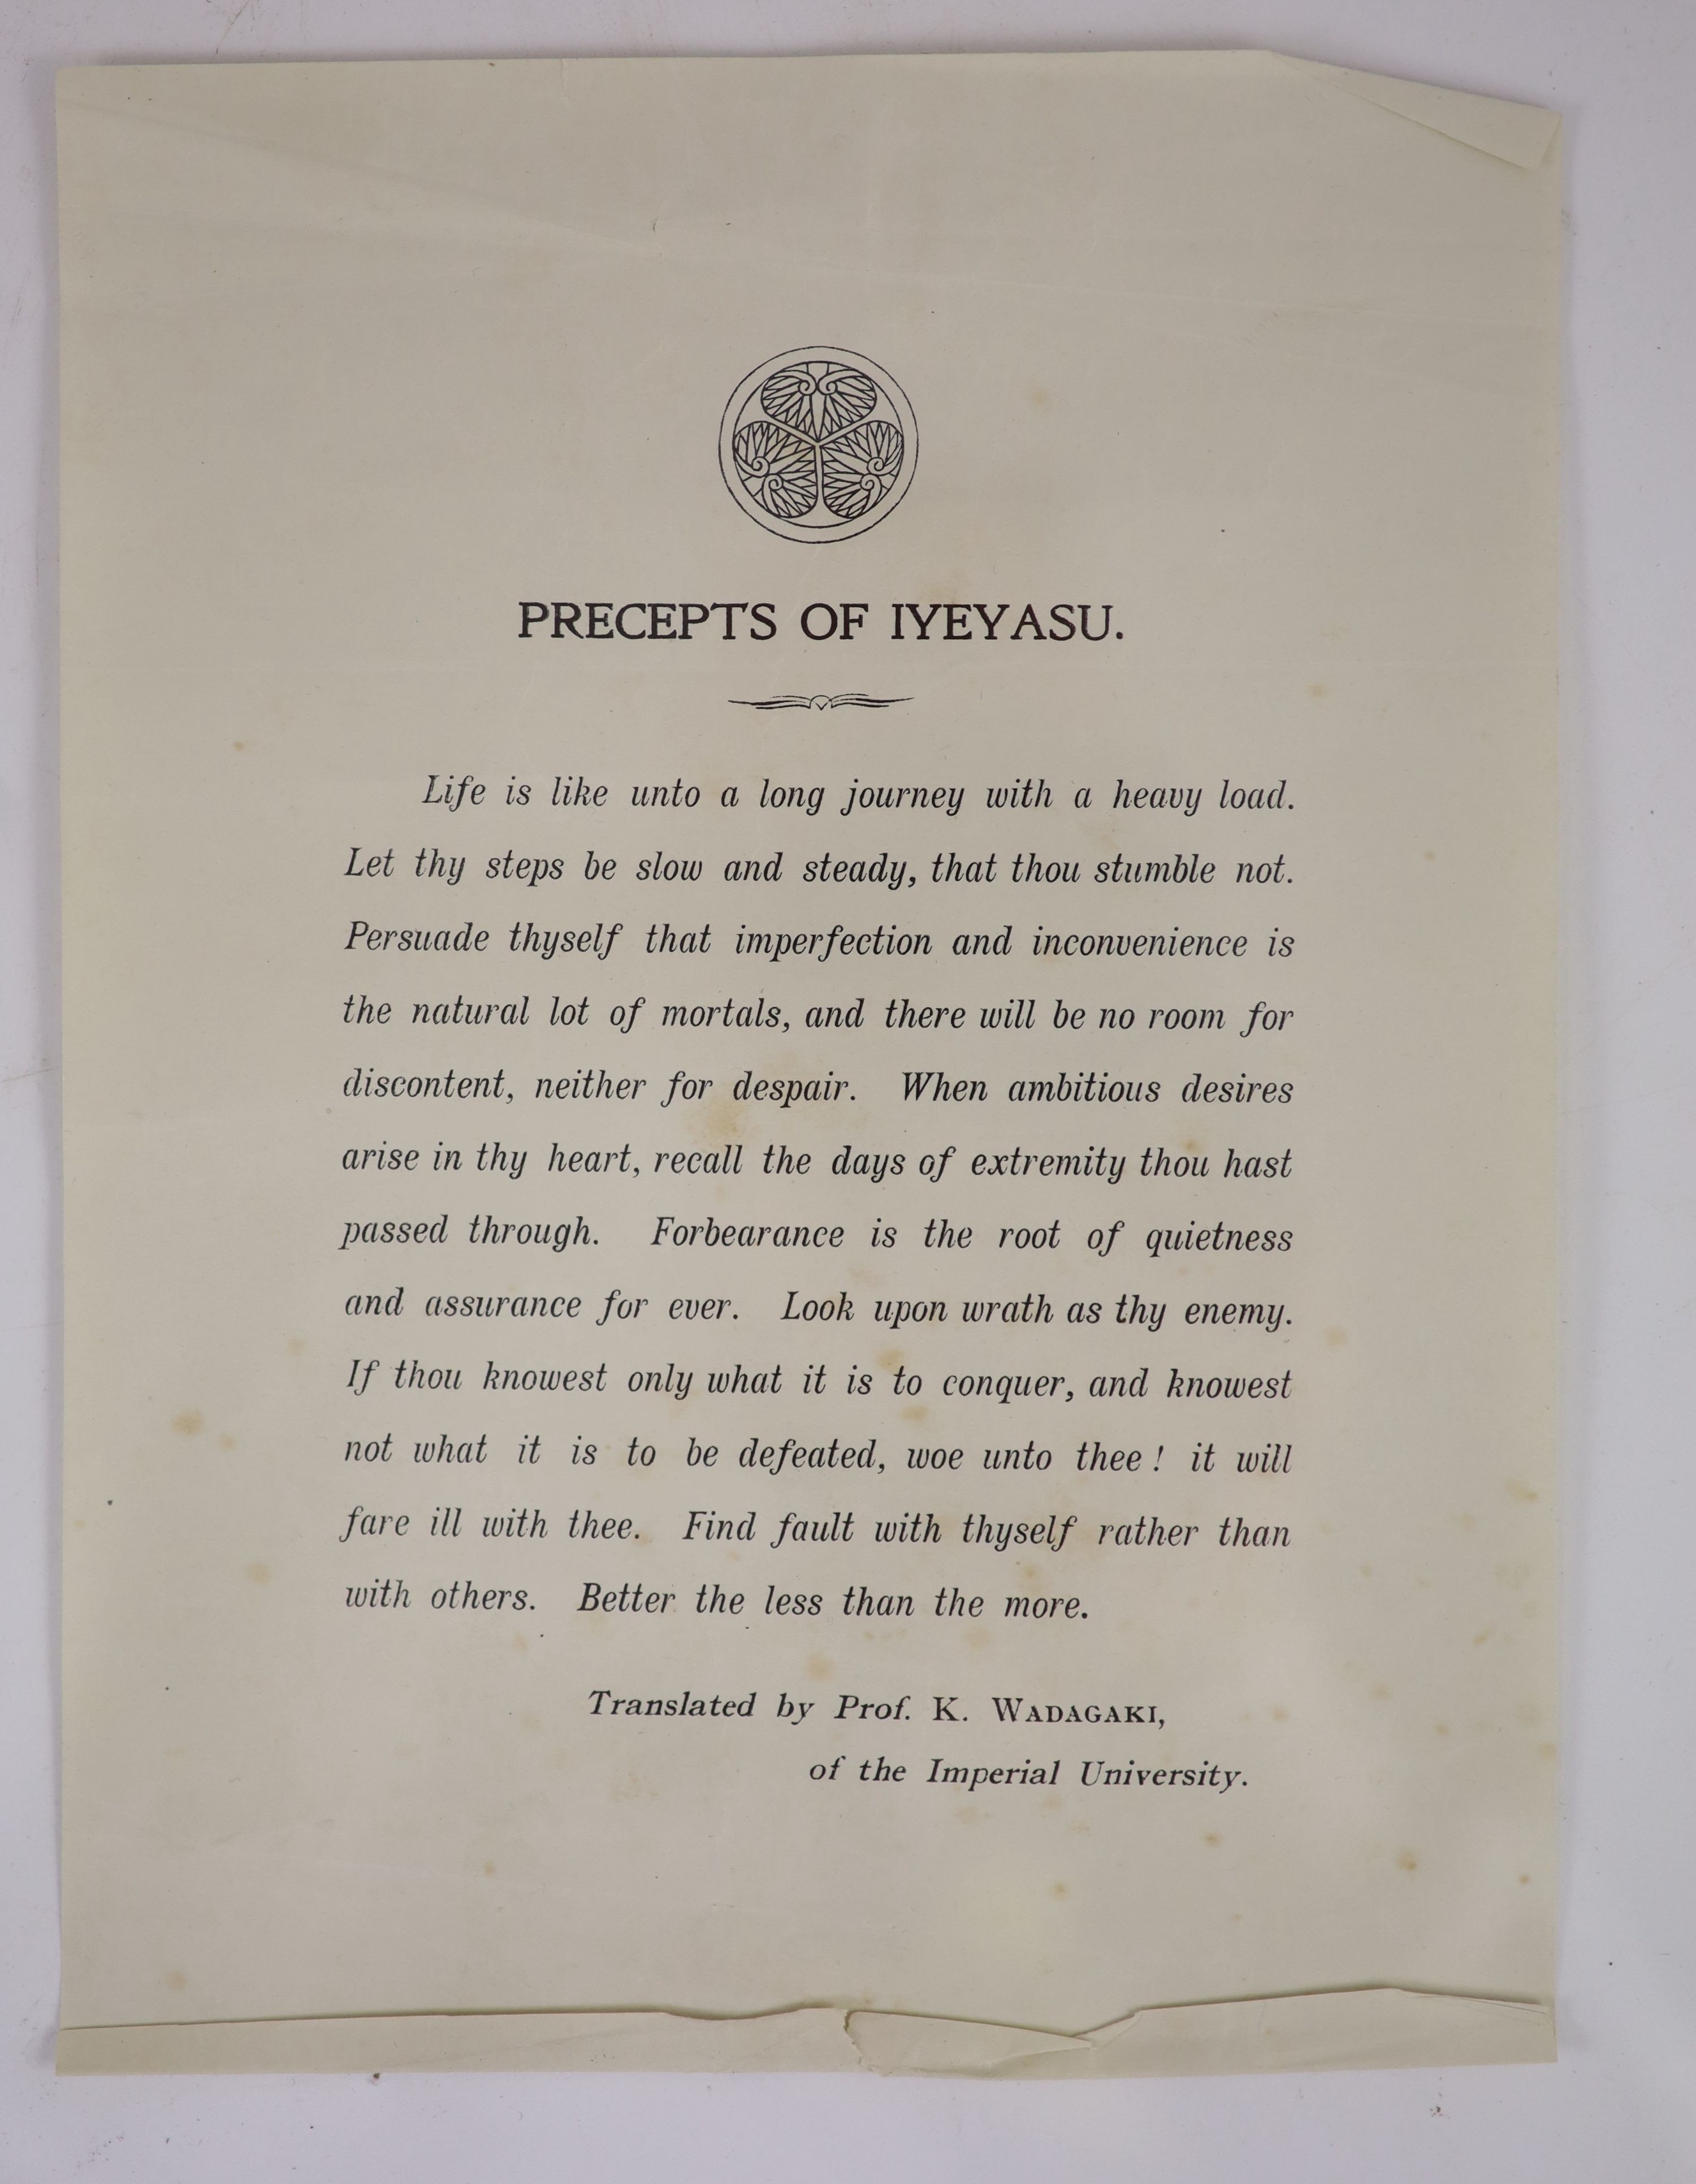 PRECEPTS OF IYEYASU.
Life is like unto a long journey with a heavy load.
Let thy steps be slow and steady, that thou stumble not.
Persuade thyself that imperfection and inconvenience is
the natural lot of mortals, and there will be no room for
discontent, neither for despair. When ambitious desires
arise in thy heart, recall the days of extremity thou hast
passed through. Forbearance is the root of quietness
and assurance for ever. Look upon wrath as thy enemy.
If thou knowest only what it is to conquer, and knowest
not what it is to be defeated, woe unto thee ! it will
fare ill with thee. Find fault with thyself rather than
with others. Better the less than the more.
Translated by Prof. K. WADAGAKI,
of the Imperial University.